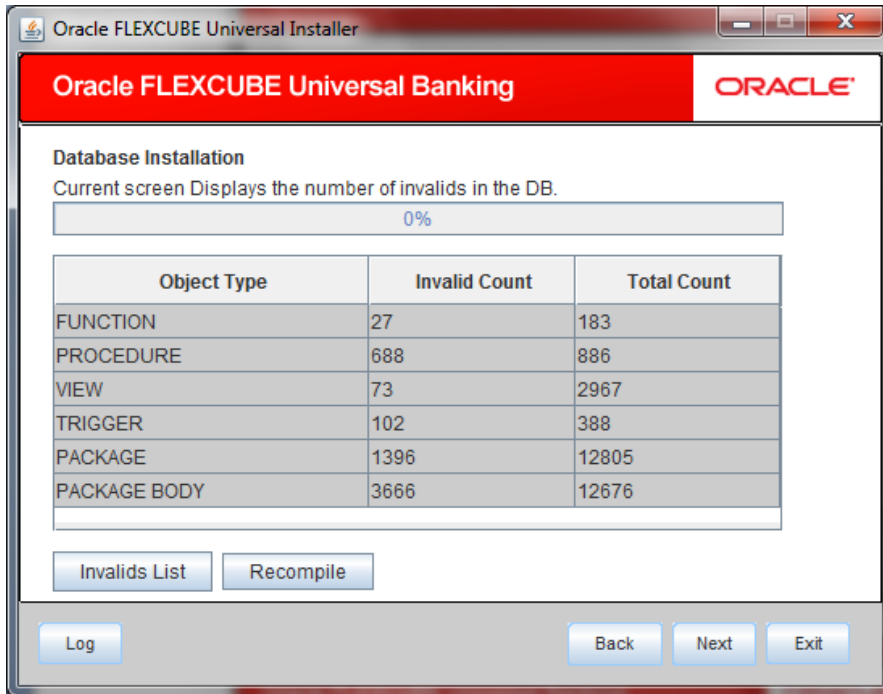 Oracle FLEXCUBE Universal Installer
Oracle FLEXCUBE Universal Banking ORACLE
Database Installation
Current screen Displays the number of invalids in the DB.
0%
Object Type Invalid Count Total Count
FUNCTION 27 183
PROCEDURE 688 886
VIEW 73 2967
TRIGGER 102 388
PACKAGE 1396 12805
PACKAGE BODY 3666 12676
Invalids List Recompile
Log Back Next Exit